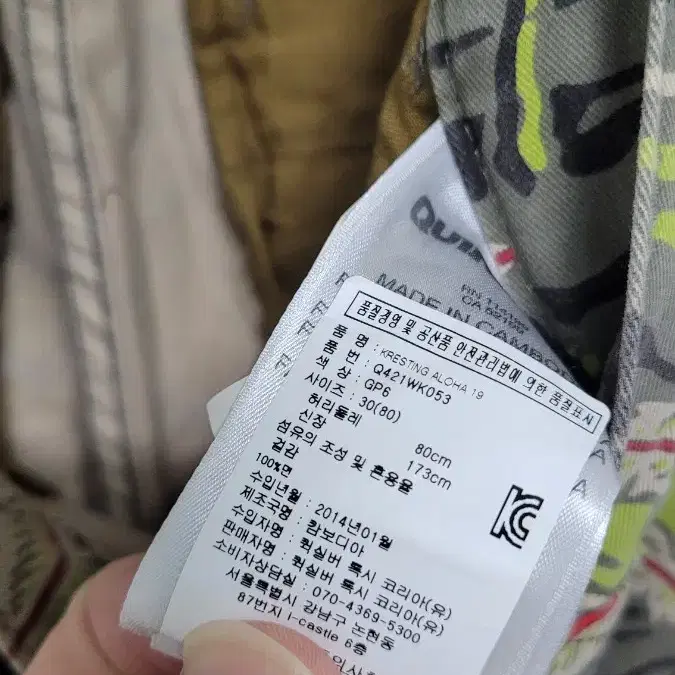 QUIK
MADE IN CAMBO
품질경영 및 공산품 안전관리법에 의한 품질표시
품 명 : KRESTING ALOHA 19
품 번 : Q421WK053
색 상 : GP6
사이즈 : 30(80)
허리둘레 80cm
신장 173cm
섬유의 조성 및 혼용율
겉감
100%면
수입년월 : 2014년01월
제조국명 : 캄보디아
수입자명 : 퀵실버 록시 코리아(유)
판매자명 : 퀵실버 록시 코리아(유)
소비자상담실 : 070-4369-5300
서울특별시 강남구 논현동
87번지 i-castle 6층